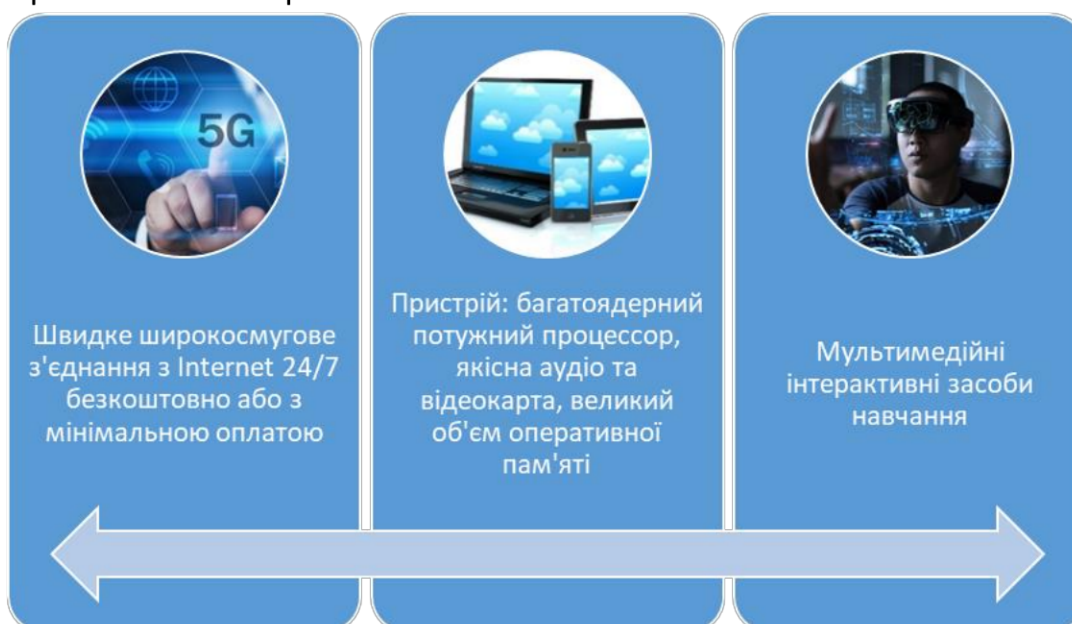 5G
Швидке широкосмугове
з'єднання з Internet 24/7
безкоштовно або з
мінімальною оплатою
Пристрій: багатоядерний
потужний процессор,
якісна аудіо та
відеокарта, великий
об'єм оперативної
пам'яті
Мультимедійні
інтерактивні засоби
навчання